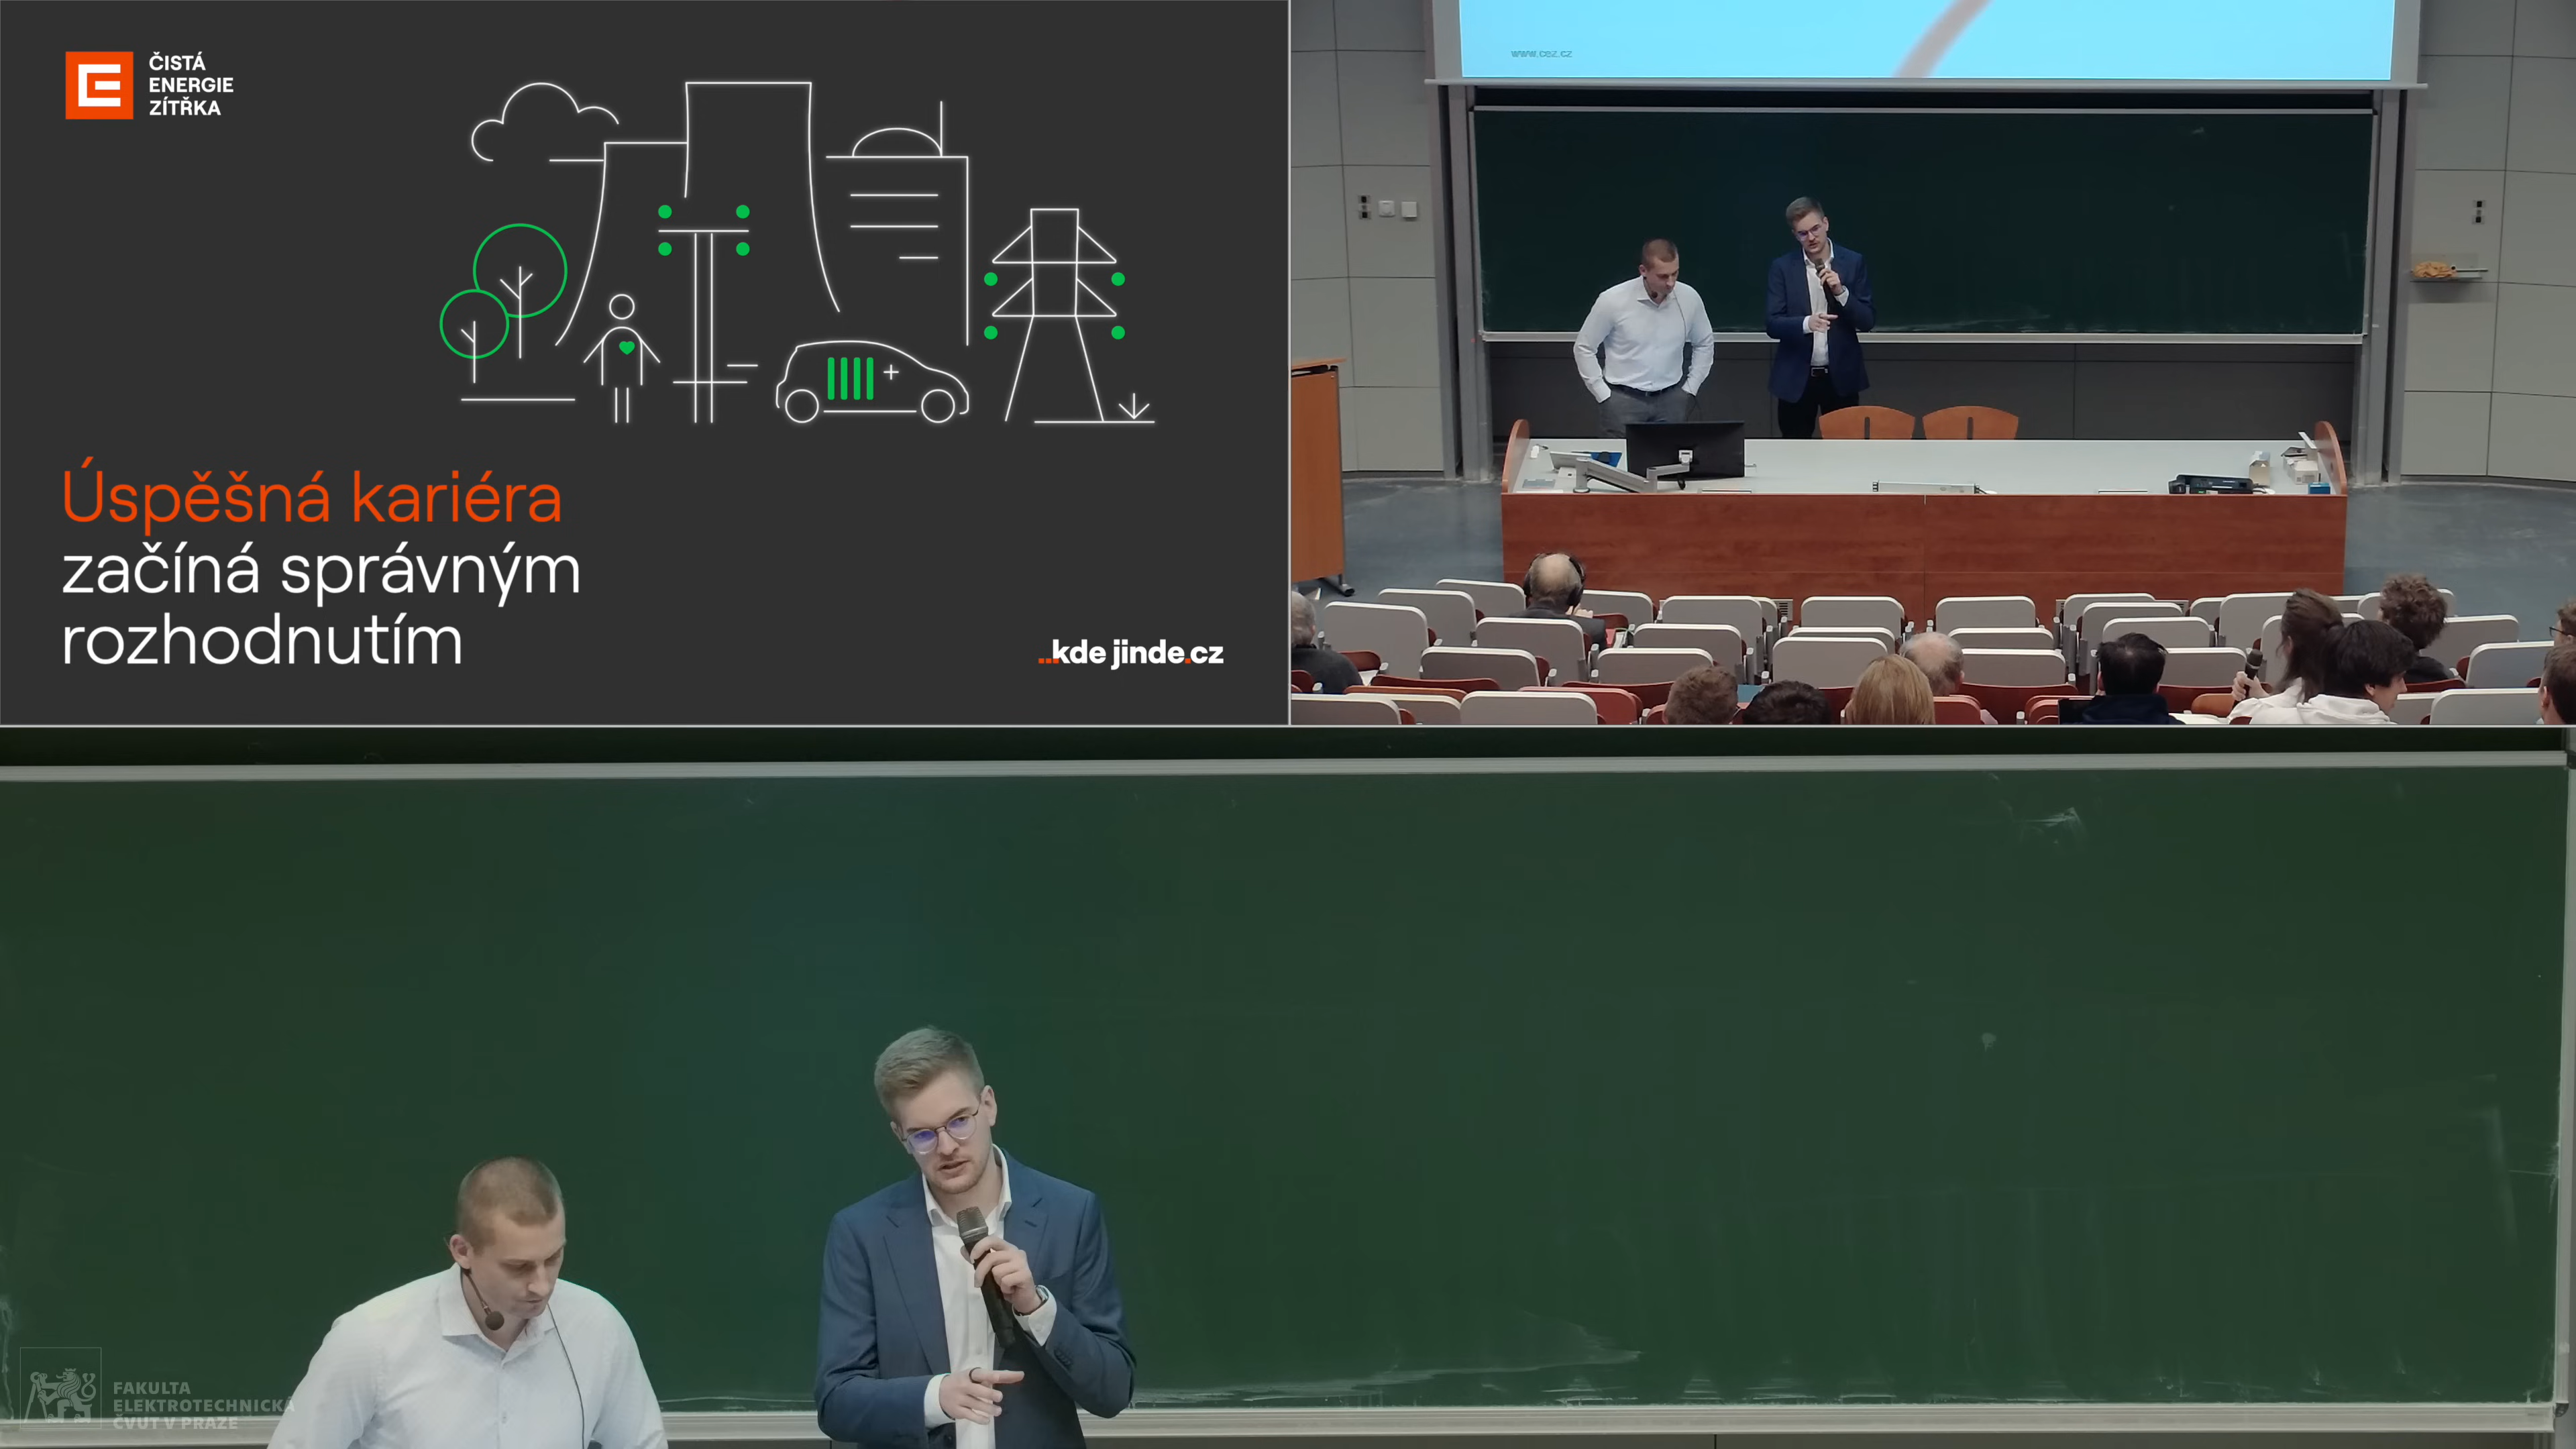 ČISTÁ
ENERGIE
ZÍTŘKA
Úspěšná kariéra
začíná správným
rozhodnutím
...kde jinde.cz
www.cez.cz
FAKULTA
ELEKTROTECHNICKÁ
ČVUT V PRAZE